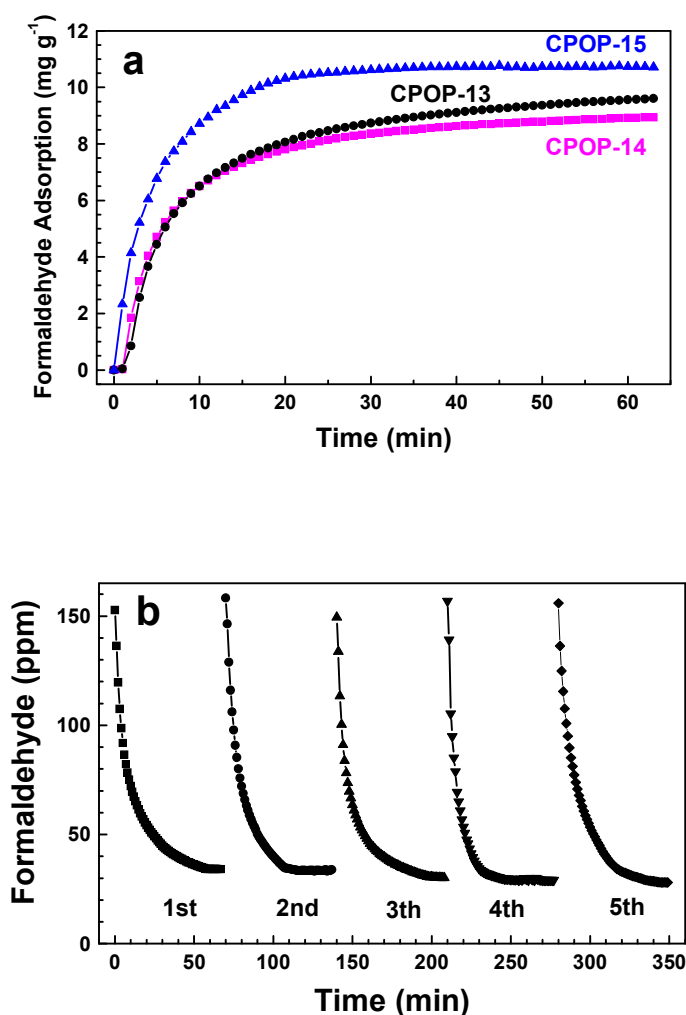 a
CPOP-15
CPOP-13
CPOP-14
Formaldehyde Adsorption (mg g⁻¹)
12
10
8
6
4
2
0
0 10 20 30 40 50 60
Time (min)
b
Formaldehyde (ppm)
150
100
50
0
1st 2nd 3th 4th 5th
0 50 100 150 200 250 300 350
Time (min)